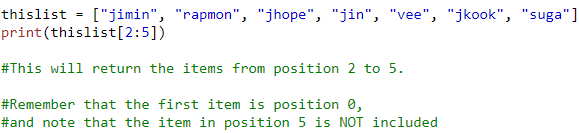 thislist = ["jimin", "rapmon", "jhope", "jin", "vee", "jkook", "suga"]
print(thislist[2:5])
#This will return the items from position 2 to 5.
#Remember that the first item is position 0,
#and note that the item in position 5 is NOT included